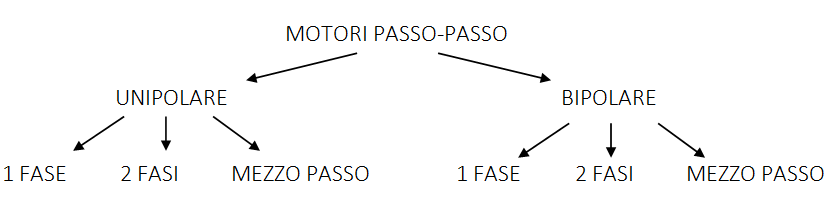 MOTORI PASSO-PASSO
UNIPOLARE BIPOLARE
1 FASE 2 FASI MEZZO PASSO 1 FASE 2 FASI MEZZO PASSO